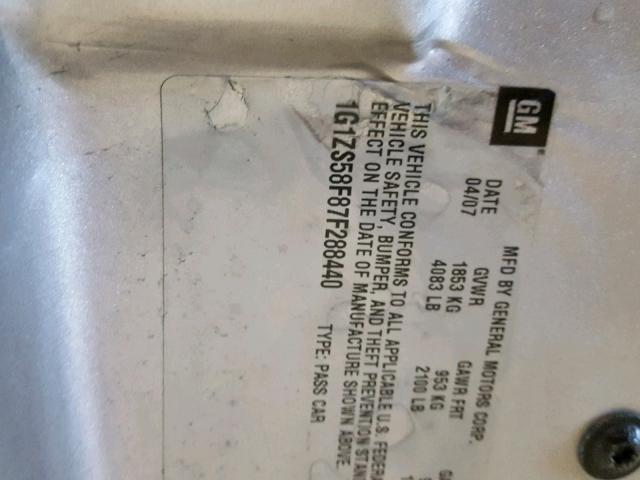 GM
MFD BY GENERAL MOTORS CORP.
DATE GVWR GAWR FRT
04/07 1853 KG 953 KG
4083 LB 2100 LB
THIS VEHICLE CONFORMS TO ALL APPLICABLE U.S. FEDERA
VEHICLE SAFETY, BUMPER, AND THEFT PREVENTION STAN
EFFECT ON THE DATE OF MANUFACTURE SHOWN ABOVE.
1G1ZS58F87F288440 TYPE: PASS CAR